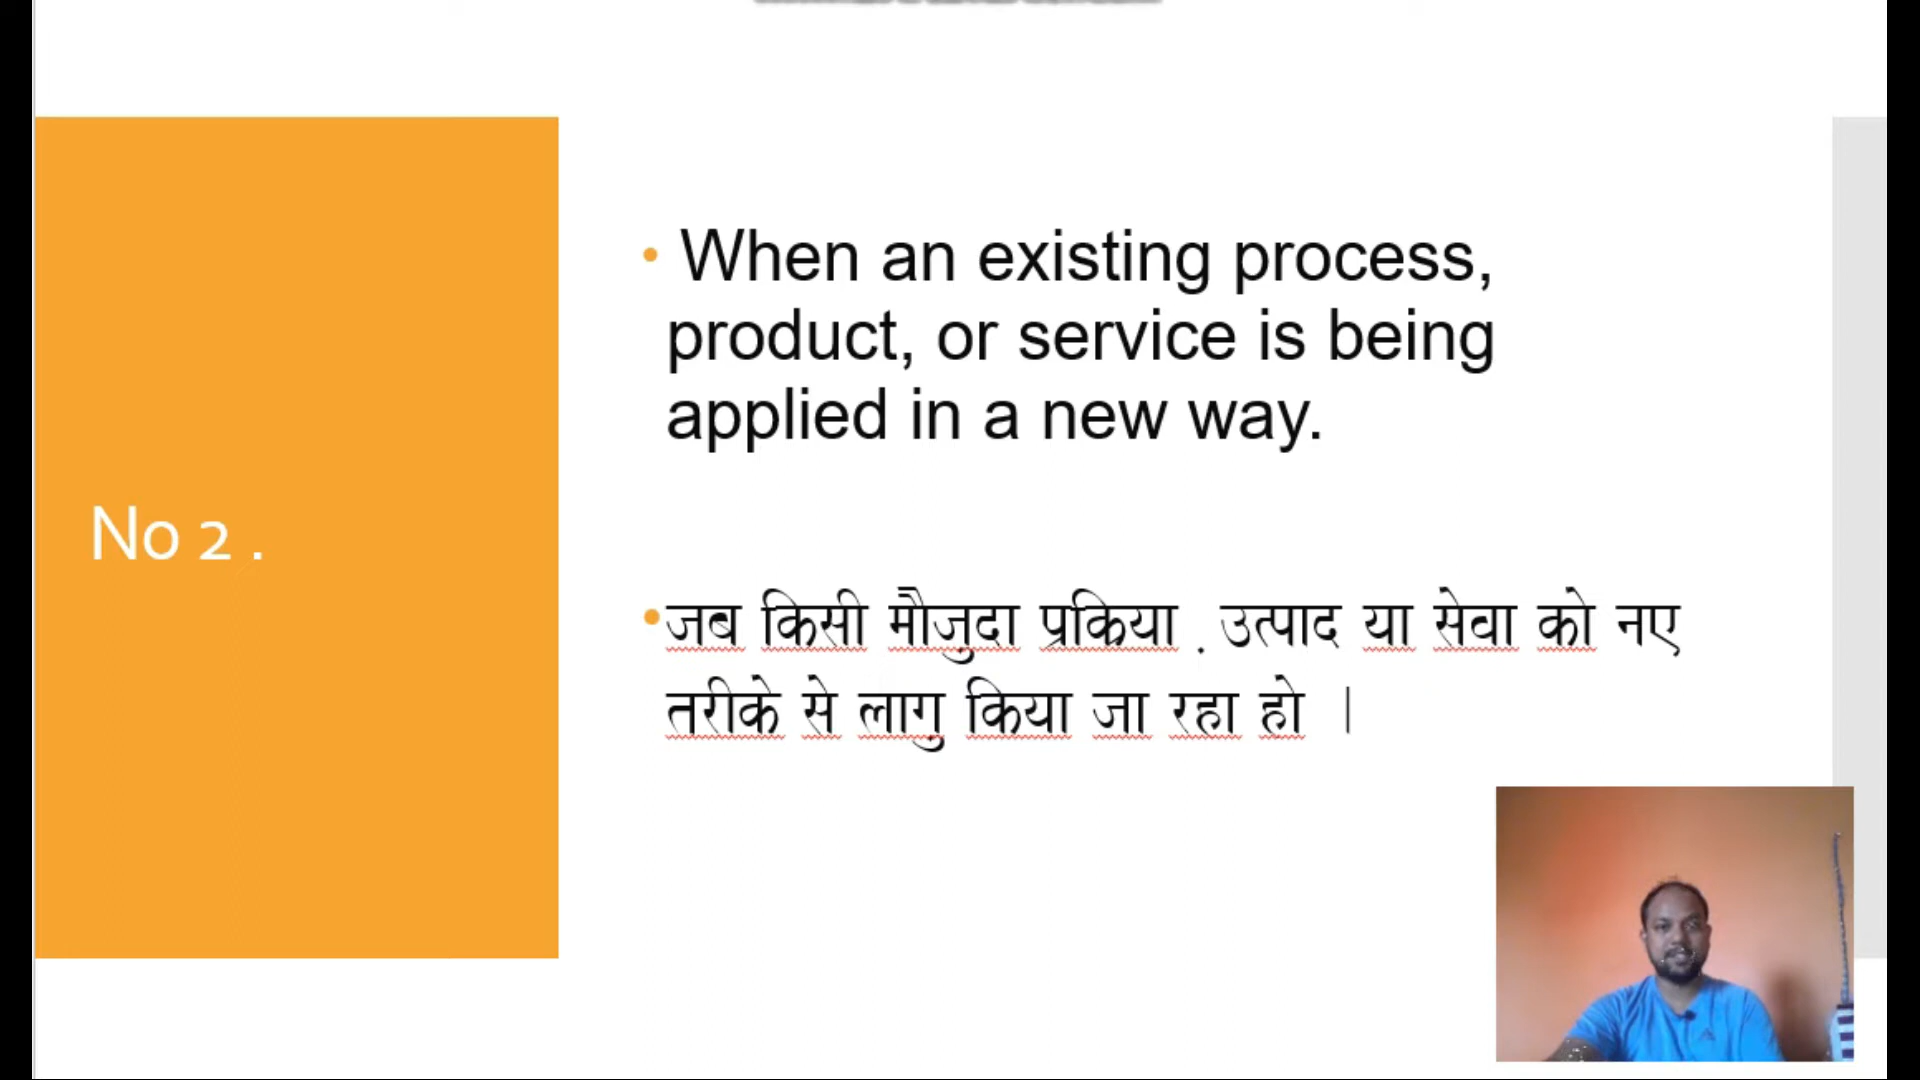 No 2 .
When an existing process,
product, or service is being
applied in a new way.
जब किसी मौजुदा प्रकिया . उत्पाद या सेवा को नए
तरीके से लागु किया जा रहा हो ।